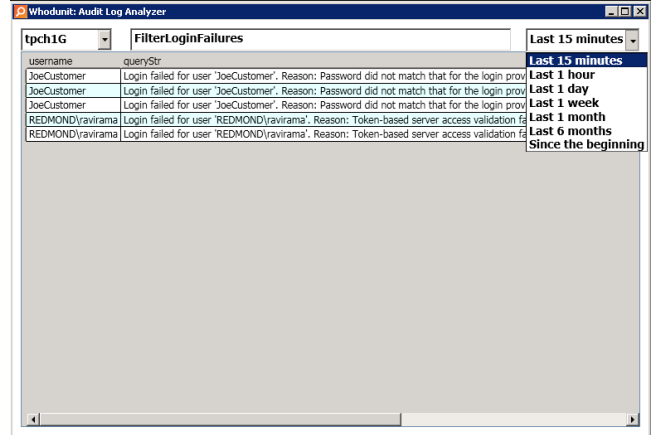 Whodunit: Audit Log Analyzer
tpch1G FilterLoginFailures Last 15 minutes
username queryStr
JoeCustomer Login failed for user 'JoeCustomer'. Reason: Password did not match that for the login prov
JoeCustomer Login failed for user 'JoeCustomer'. Reason: Password did not match that for the login prov
JoeCustomer Login failed for user 'JoeCustomer'. Reason: Password did not match that for the login prov
REDMOND\ravirama Login failed for user 'REDMOND\ravirama'. Reason: Token-based server access validation fa
REDMOND\ravirama Login failed for user 'REDMOND\ravirama'. Reason: Token-based server access validation fa
Last 15 minutes
Last 1 hour
Last 1 day
Last 1 week
Last 1 month
Last 6 months
Since the beginning